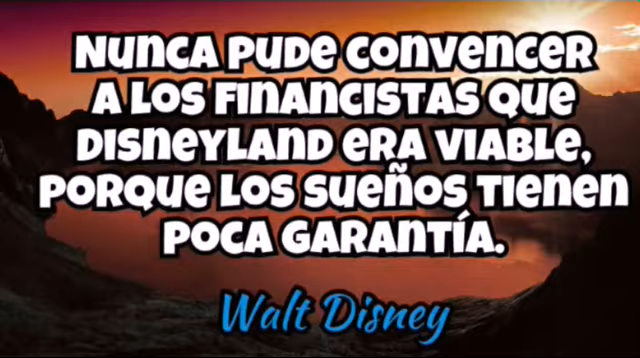 Nunca pude convencer
a los financistas que
Disneyland era viable,
porque los sueños tienen
poca garantía.
Walt Disney